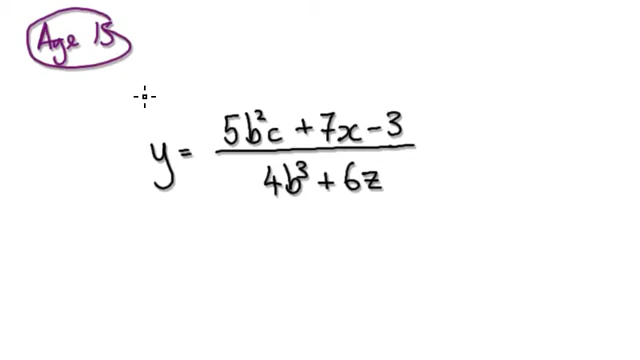 Age 15
y = (5b²c + 7x - 3) / (4b³ + 6z)